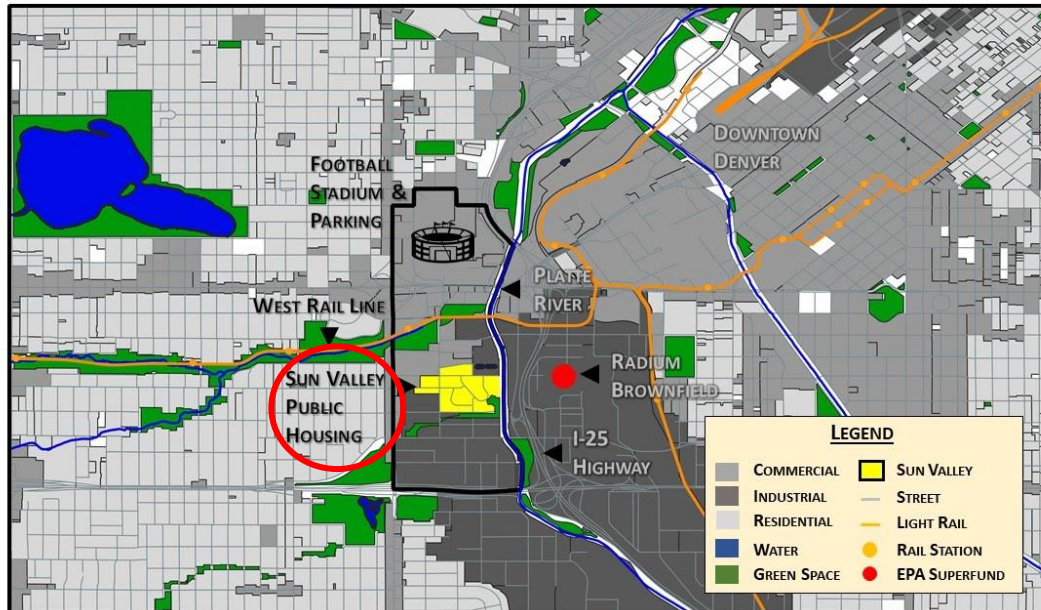 DOWNTOWN
DENVER
FOOTBALL
STADIUM &
PARKING
PLATTE
RIVER
WEST RAIL LINE
SUN VALLEY
PUBLIC
HOUSING
RADIUM
BROWNFIELD
I-25
HIGHWAY
LEGEND
COMMERCIAL
INDUSTRIAL
RESIDENTIAL
WATER
GREEN SPACE
SUN VALLEY
STREET
LIGHT RAIL
RAIL STATION
EPA SUPERFUND